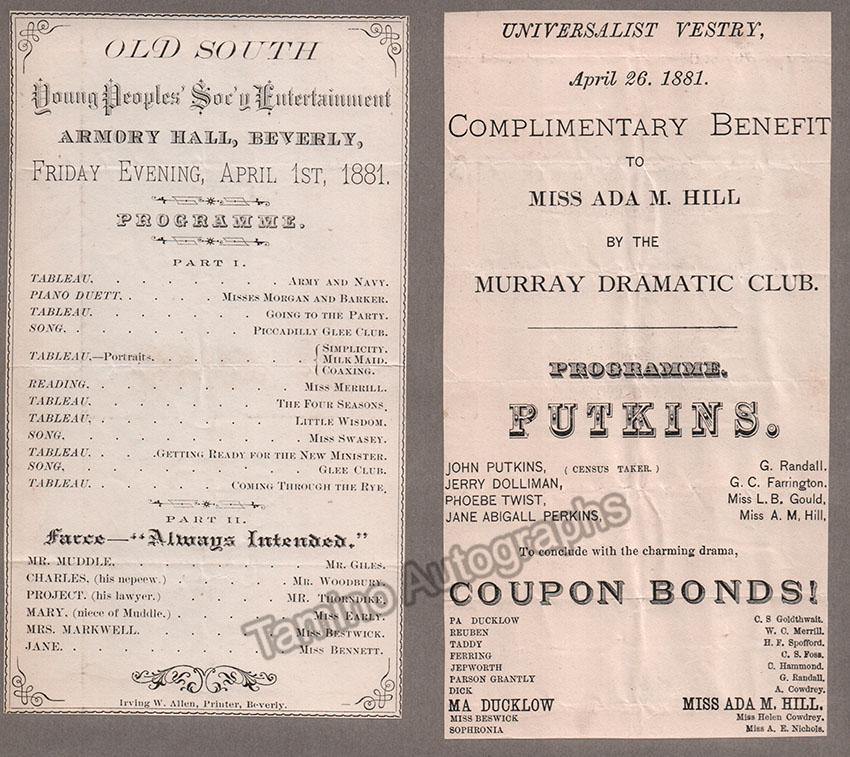 OLD SOUTH
Young Peoples' Soc'y Entertainment
ARMORY HALL, BEVERLY,
FRIDAY EVENING, APRIL 1ST, 1881.
PROGRAMME.
PART I.
TABLEAU. . . . . . . . ARMY AND NAVY.
PIANO DUETT. . . . . MISSES MORGAN AND BARKER.
TABLEAU. . . . . . . GOING TO THE PARTY.
SONG. . . . . . . PICCADILLY GLEE CLUB.
TABLEAU.—Portraits. . . . . . . { SIMPLICITY. MILK MAID. COAXING.
READING. . . . . . . . . MISS MERRILL.
TABLEAU. . . . . . . . THE FOUR SEASONS.
TABLEAU. . . . . . . . LITTLE WISDOM.
SONG. . . . . . . . . MISS SWASEY.
TABLEAU. . . . .GETTING READY FOR THE NEW MINISTER.
SONG, . . . . . . . . . GLEE CLUB.
TABLEAU. . . . . . COMING THROUGH THE RYE.
PART II.
Farce—"Always Intended."
MR. MUDDLE. . . . . . . . MR. GILES.
CHARLES. (his nepeew.) . . . . . MR. WOODBURY.
PROJECT. (his lawyer.) . . . . MR. THORNDIKE.
MARY. (niece of Muddle.) . . . . . MISS EARLY.
MRS. MARKWELL. . . . . . MISS BESTWICK.
JANE. . . . . . . . . MISS BENNETT.
Irving W. Allen, Printer, Beverly.
UNIVERSALIST VESTRY,
April 26. 1881.
COMPLIMENTARY BENEFIT
TO
MISS ADA M. HILL
BY THE
MURRAY DRAMATIC CLUB.
PROGRAMME.
PUTKINS.
JOHN PUTKINS, ( CENSUS TAKER. ) G. Randall.
JERRY DOLLIMAN, G. C. Farrington.
PHOEBE TWIST, Miss L. B. Gould,
JANE ABIGALL PERKINS, Miss A. M, Hill,
To conclude with the charming drama,
COUPON BONDS!
PA DUCKLOW C. S Goldthwait.
REUBEN W. C. Merrill.
TADDY H. F. Spofford.
FERRING C. S. Foss.
JEPWORTH C. Hammond.
PARSON GRANTLY G. Randall.
DICK A. Cowdrey.
MA DUCKLOW MISS ADA M. HILL.
MISS BESWICK Miss Helen Cowdrey.
SOPHRONIA Miss A. E. Nichols.
Tamino Autographs